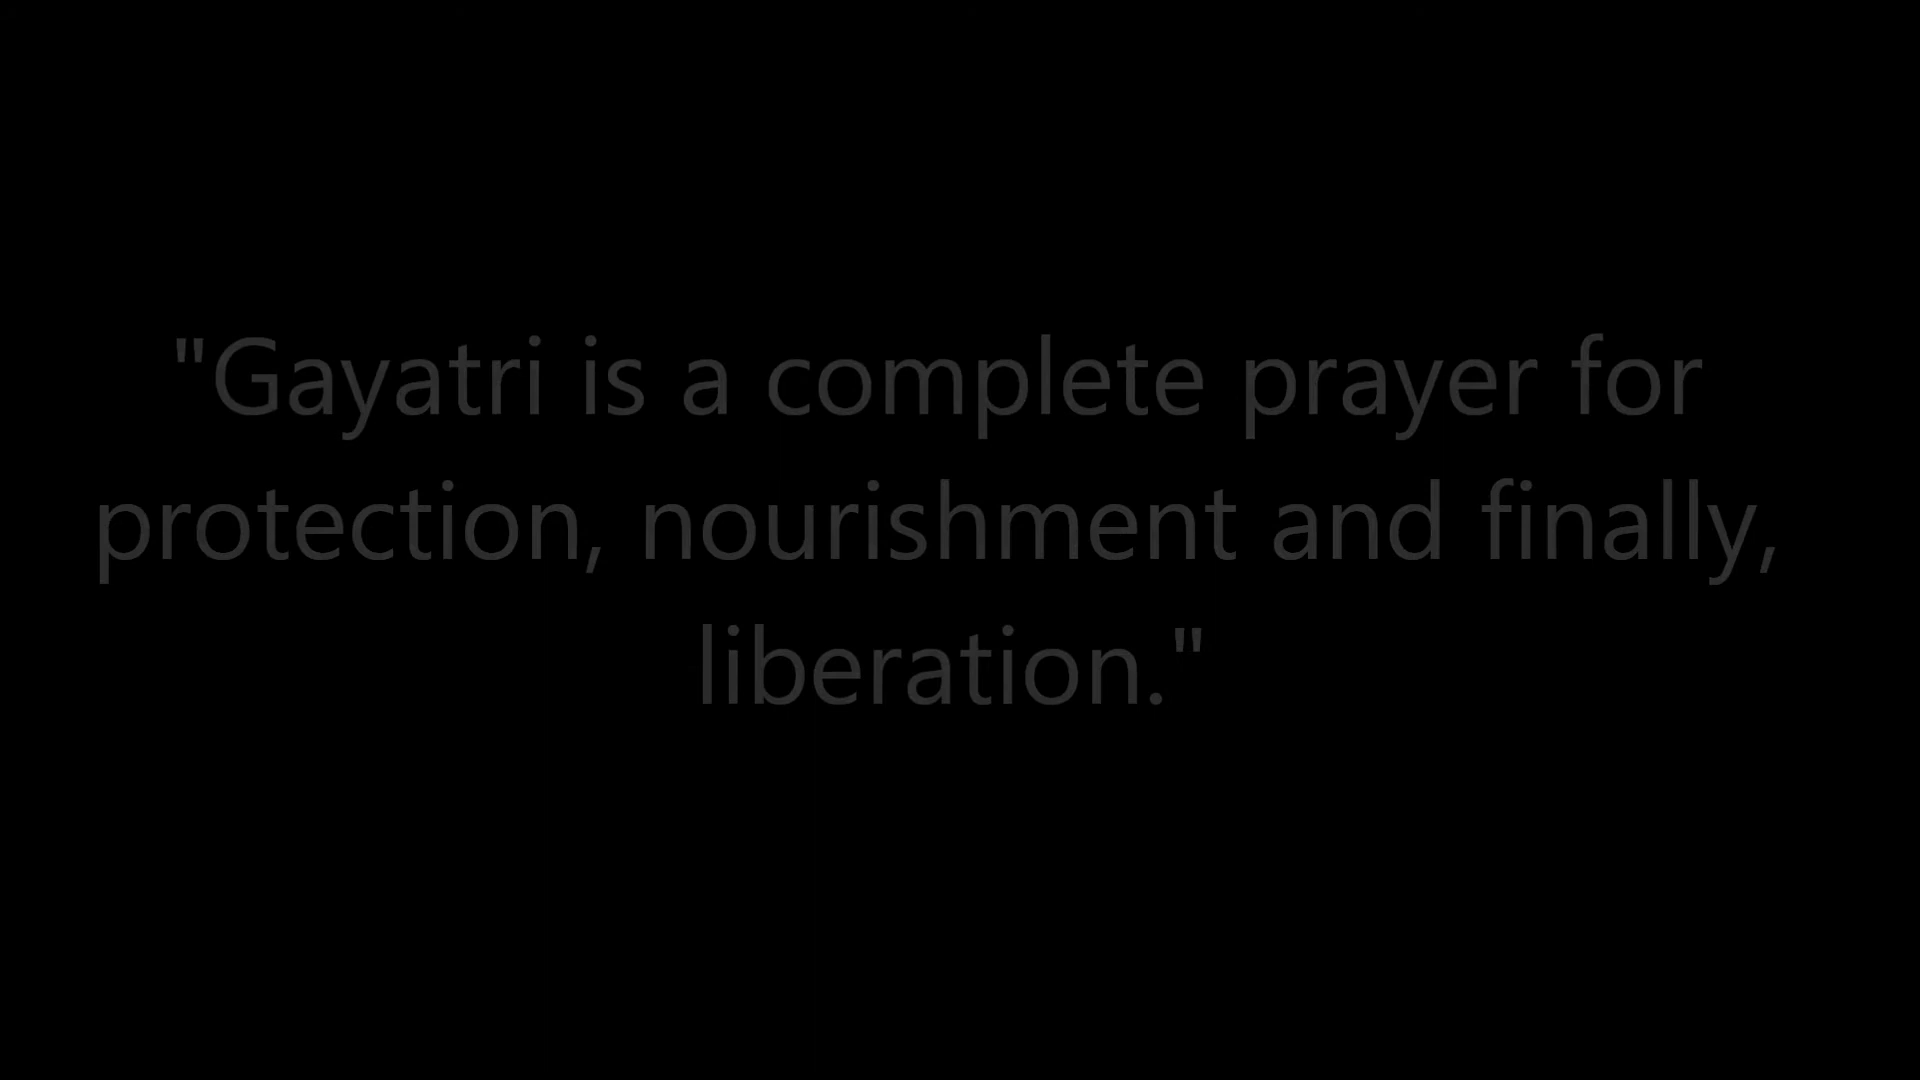 "Gayatri is a complete prayer for
protection, nourishment and finally,
liberation."